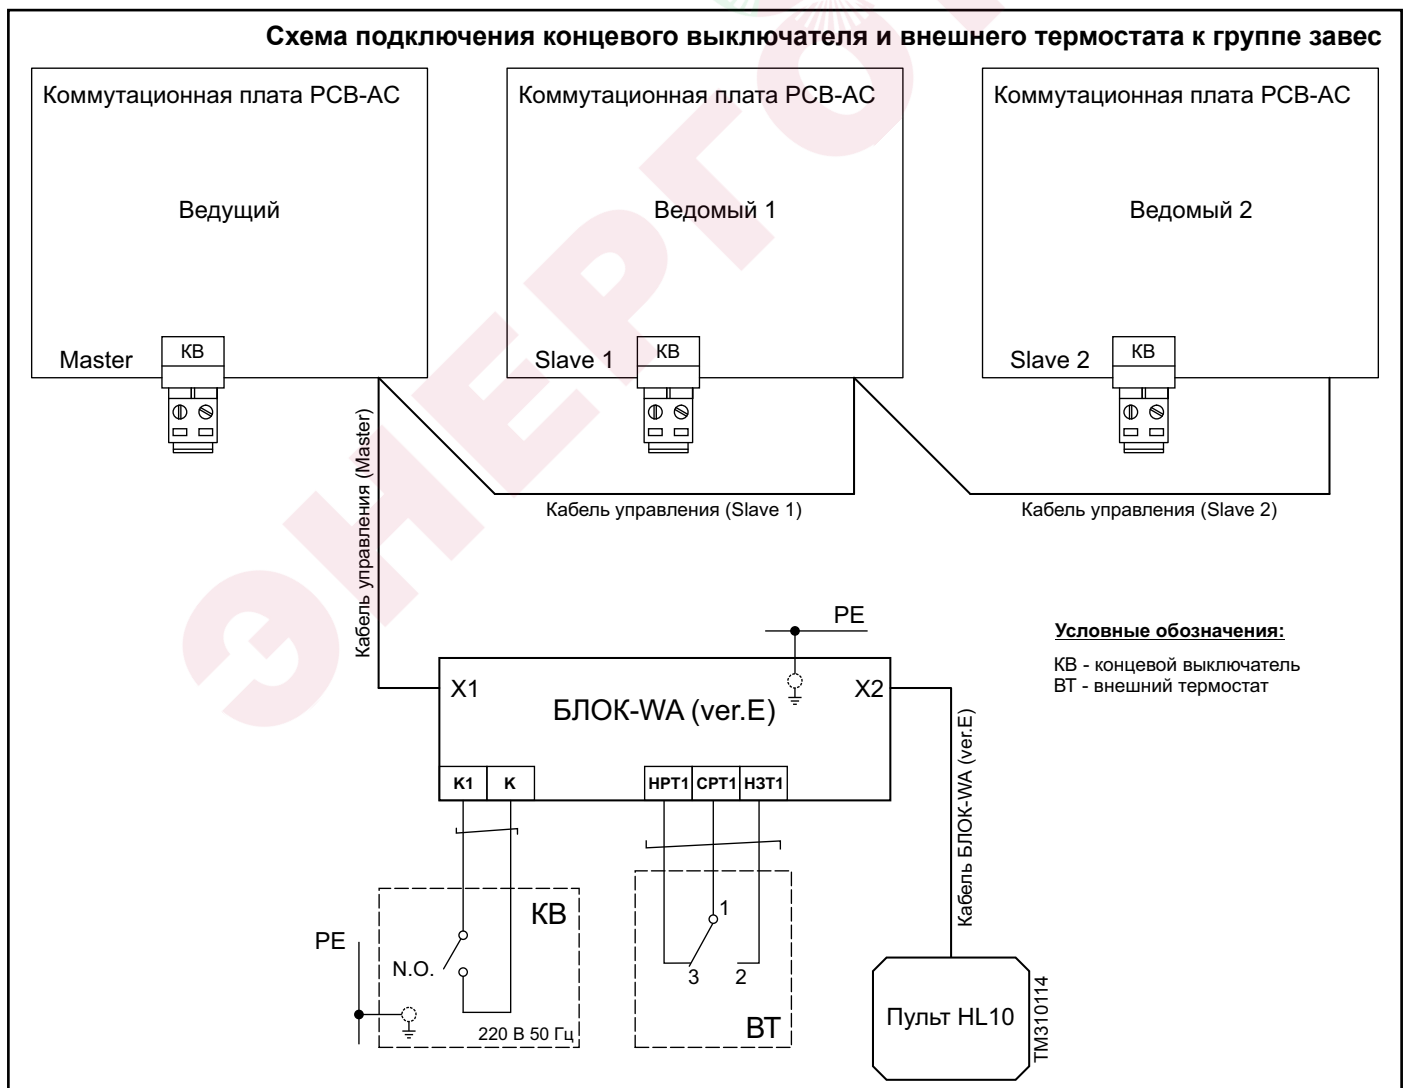 Схема подключения концевого выключателя и внешнего термостата к группе завес
Коммутационная плата PCB-AC
Ведущий
Master
КВ
Коммутационная плата PCB-AC
Ведомый 1
Slave 1
КВ
Коммутационная плата PCB-AC
Ведомый 2
Slave 2
КВ
Кабель управления (Master)
Кабель управления (Slave 1)
Кабель управления (Slave 2)
PE
Условные обозначения:
КВ - концевой выключатель
ВТ - внешний термостат
X1
БЛОК-WA (ver.E)
X2
К1
К
НРТ1
СРТ1
НЗТ1
Кабель БЛОК-WA (ver.E)
КВ
PE
N.O.
220 В 50 Гц
1
3
2
ВТ
Пульт HL10
TM310114
ЭНЕРГО